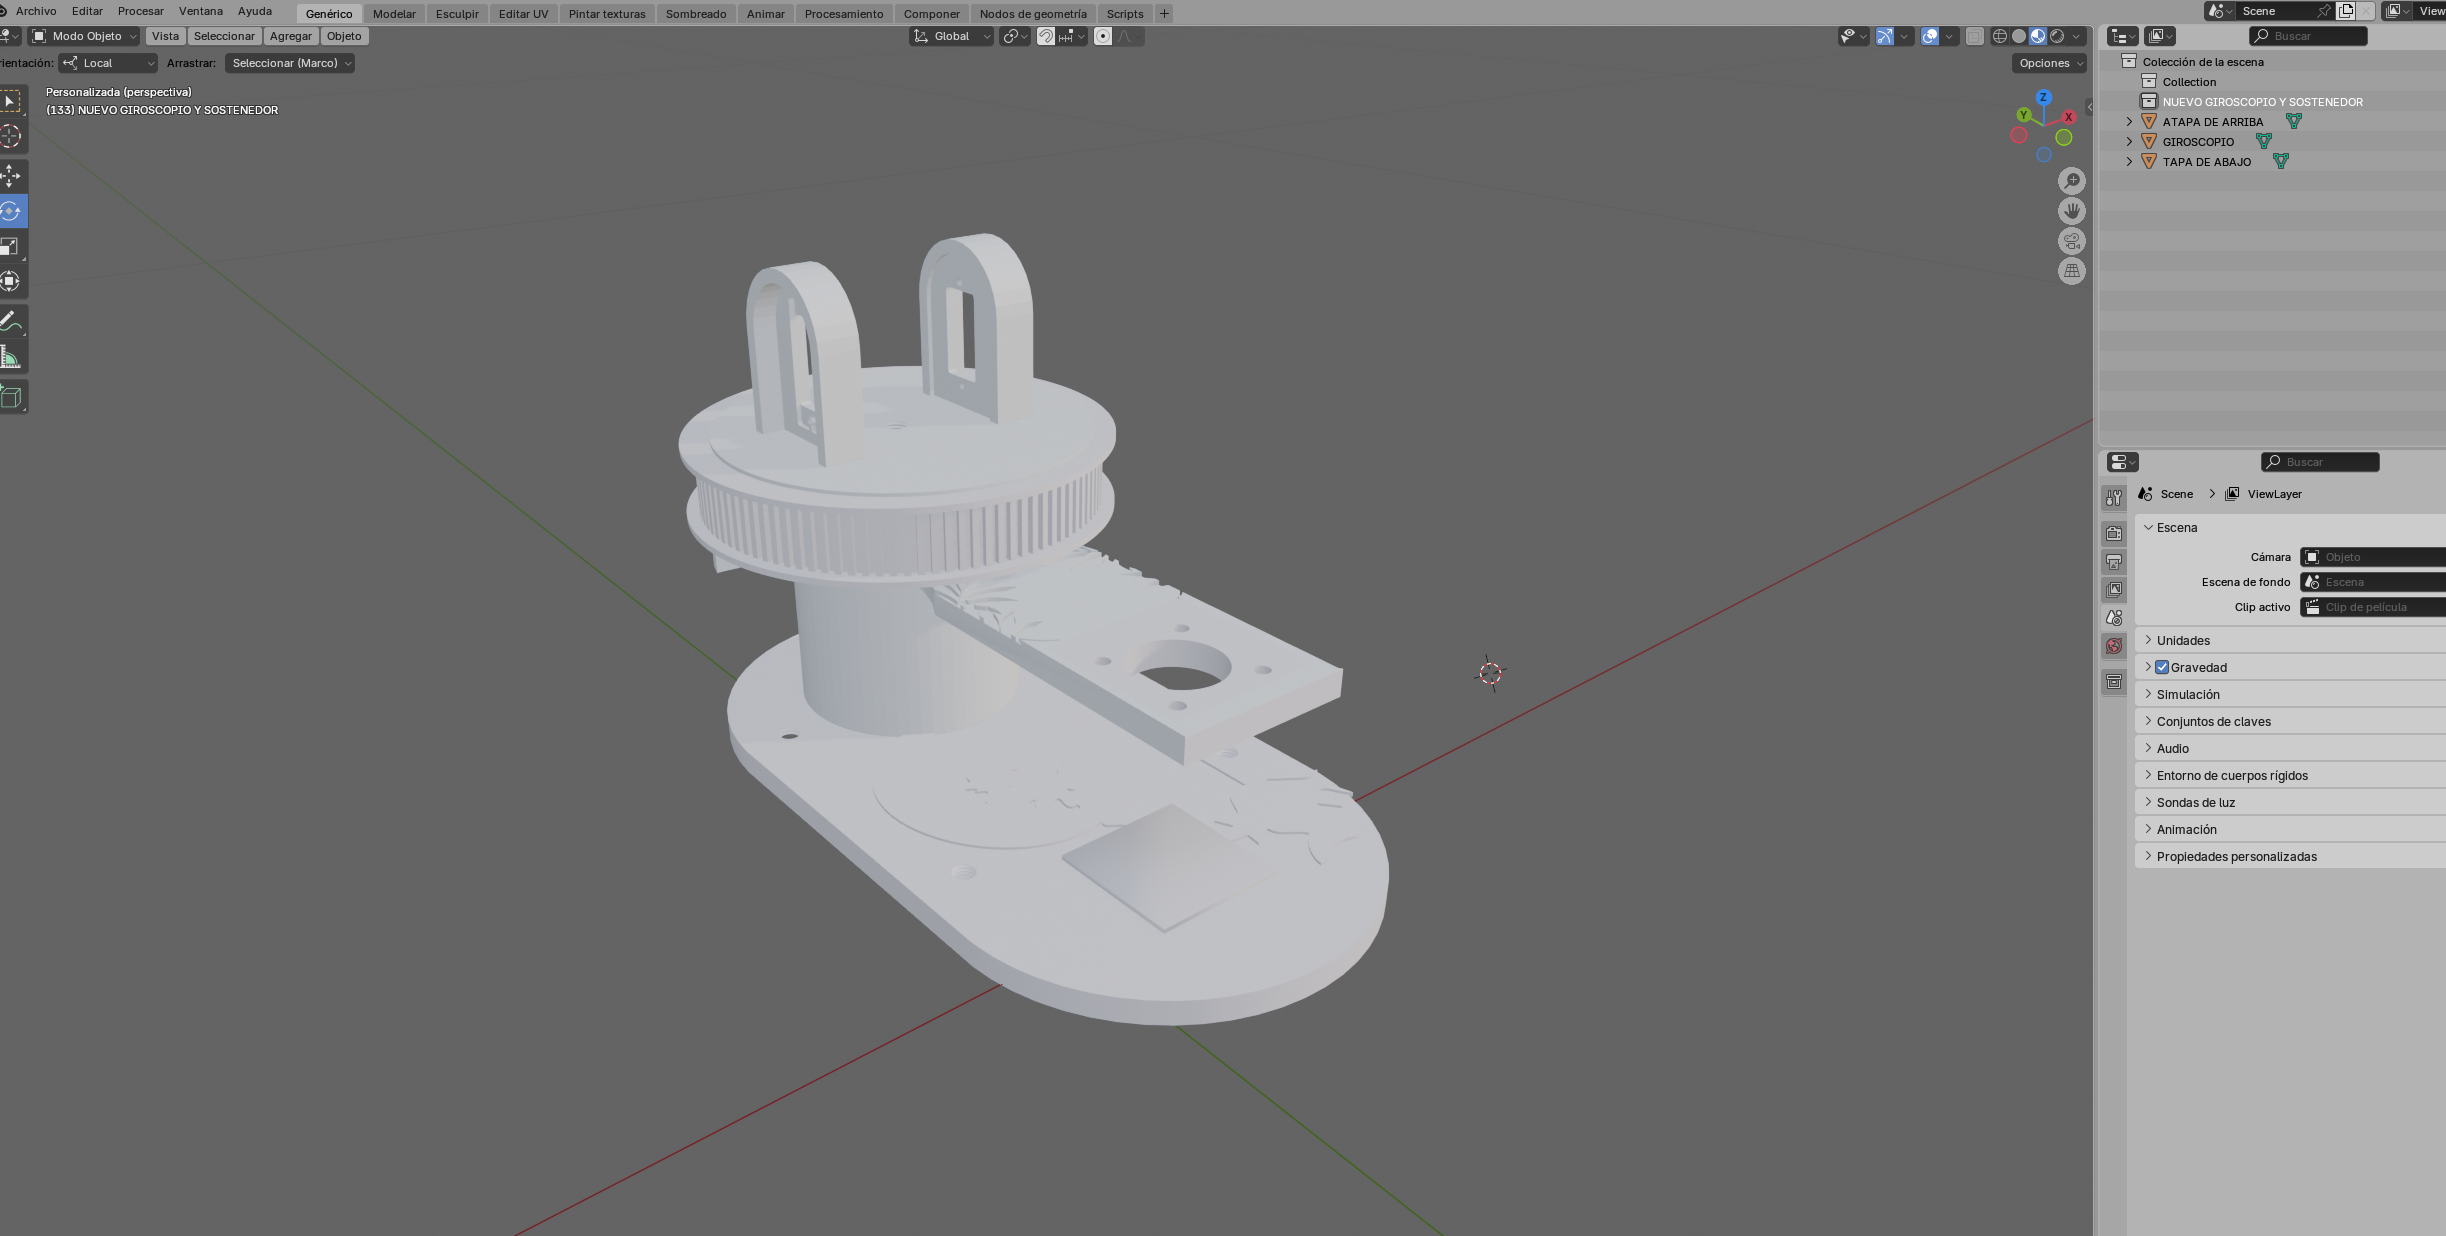 Archivo Editar Procesar Ventana Ayuda Genérico Modelar Esculpir Editar UV Pintar texturas Sombreado Animar Procesamiento Componer Nodos de geometría Scripts + Scene View
Modo Objeto Vista Seleccionar Agregar Objeto Global Buscar
ientación: Local Arrastrar: Seleccionar (Marco) Opciones
Personalizada (perspectiva)
(133) NUEVO GIROSCOPIO Y SOSTENEDOR
Z
Y
X
Colección de la escena
Collection
NUEVO GIROSCOPIO Y SOSTENEDOR
ATAPA DE ARRIBA
GIROSCOPIO
TAPA DE ABAJO
Buscar
Scene > ViewLayer
Escena
Cámara Objeto
Escena de fondo Escena
Clip activo Clip de película
Unidades
Gravedad
Simulación
Conjuntos de claves
Audio
Entorno de cuerpos rígidos
Sondas de luz
Animación
Propiedades personalizadas